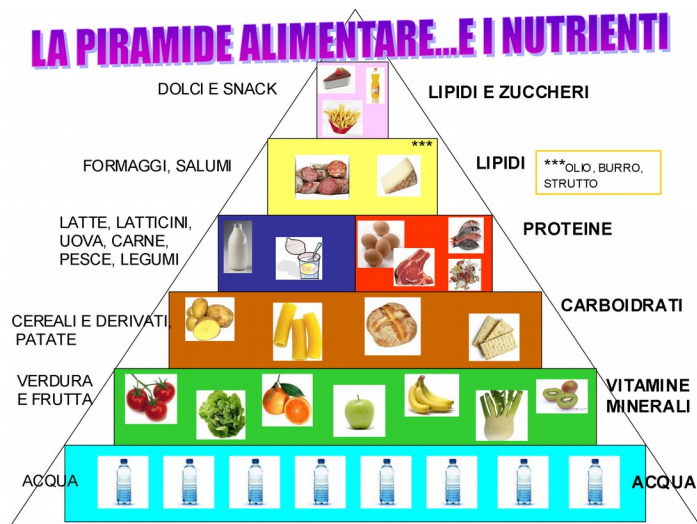 LA PIRAMIDE ALIMENTARE...E I NUTRIENTI
DOLCI E SNACK
LIPIDI E ZUCCHERI
***
FORMAGGI, SALUMI
LIPIDI
***OLIO, BURRO,
STRUTTO
LATTE, LATTICINI,
UOVA, CARNE,
PESCE, LEGUMI
PROTEINE
CEREALI E DERIVATI,
PATATE
CARBOIDRATI
VERDURA
E FRUTTA
VITAMINE
MINERALI
ACQUA
ACQUA